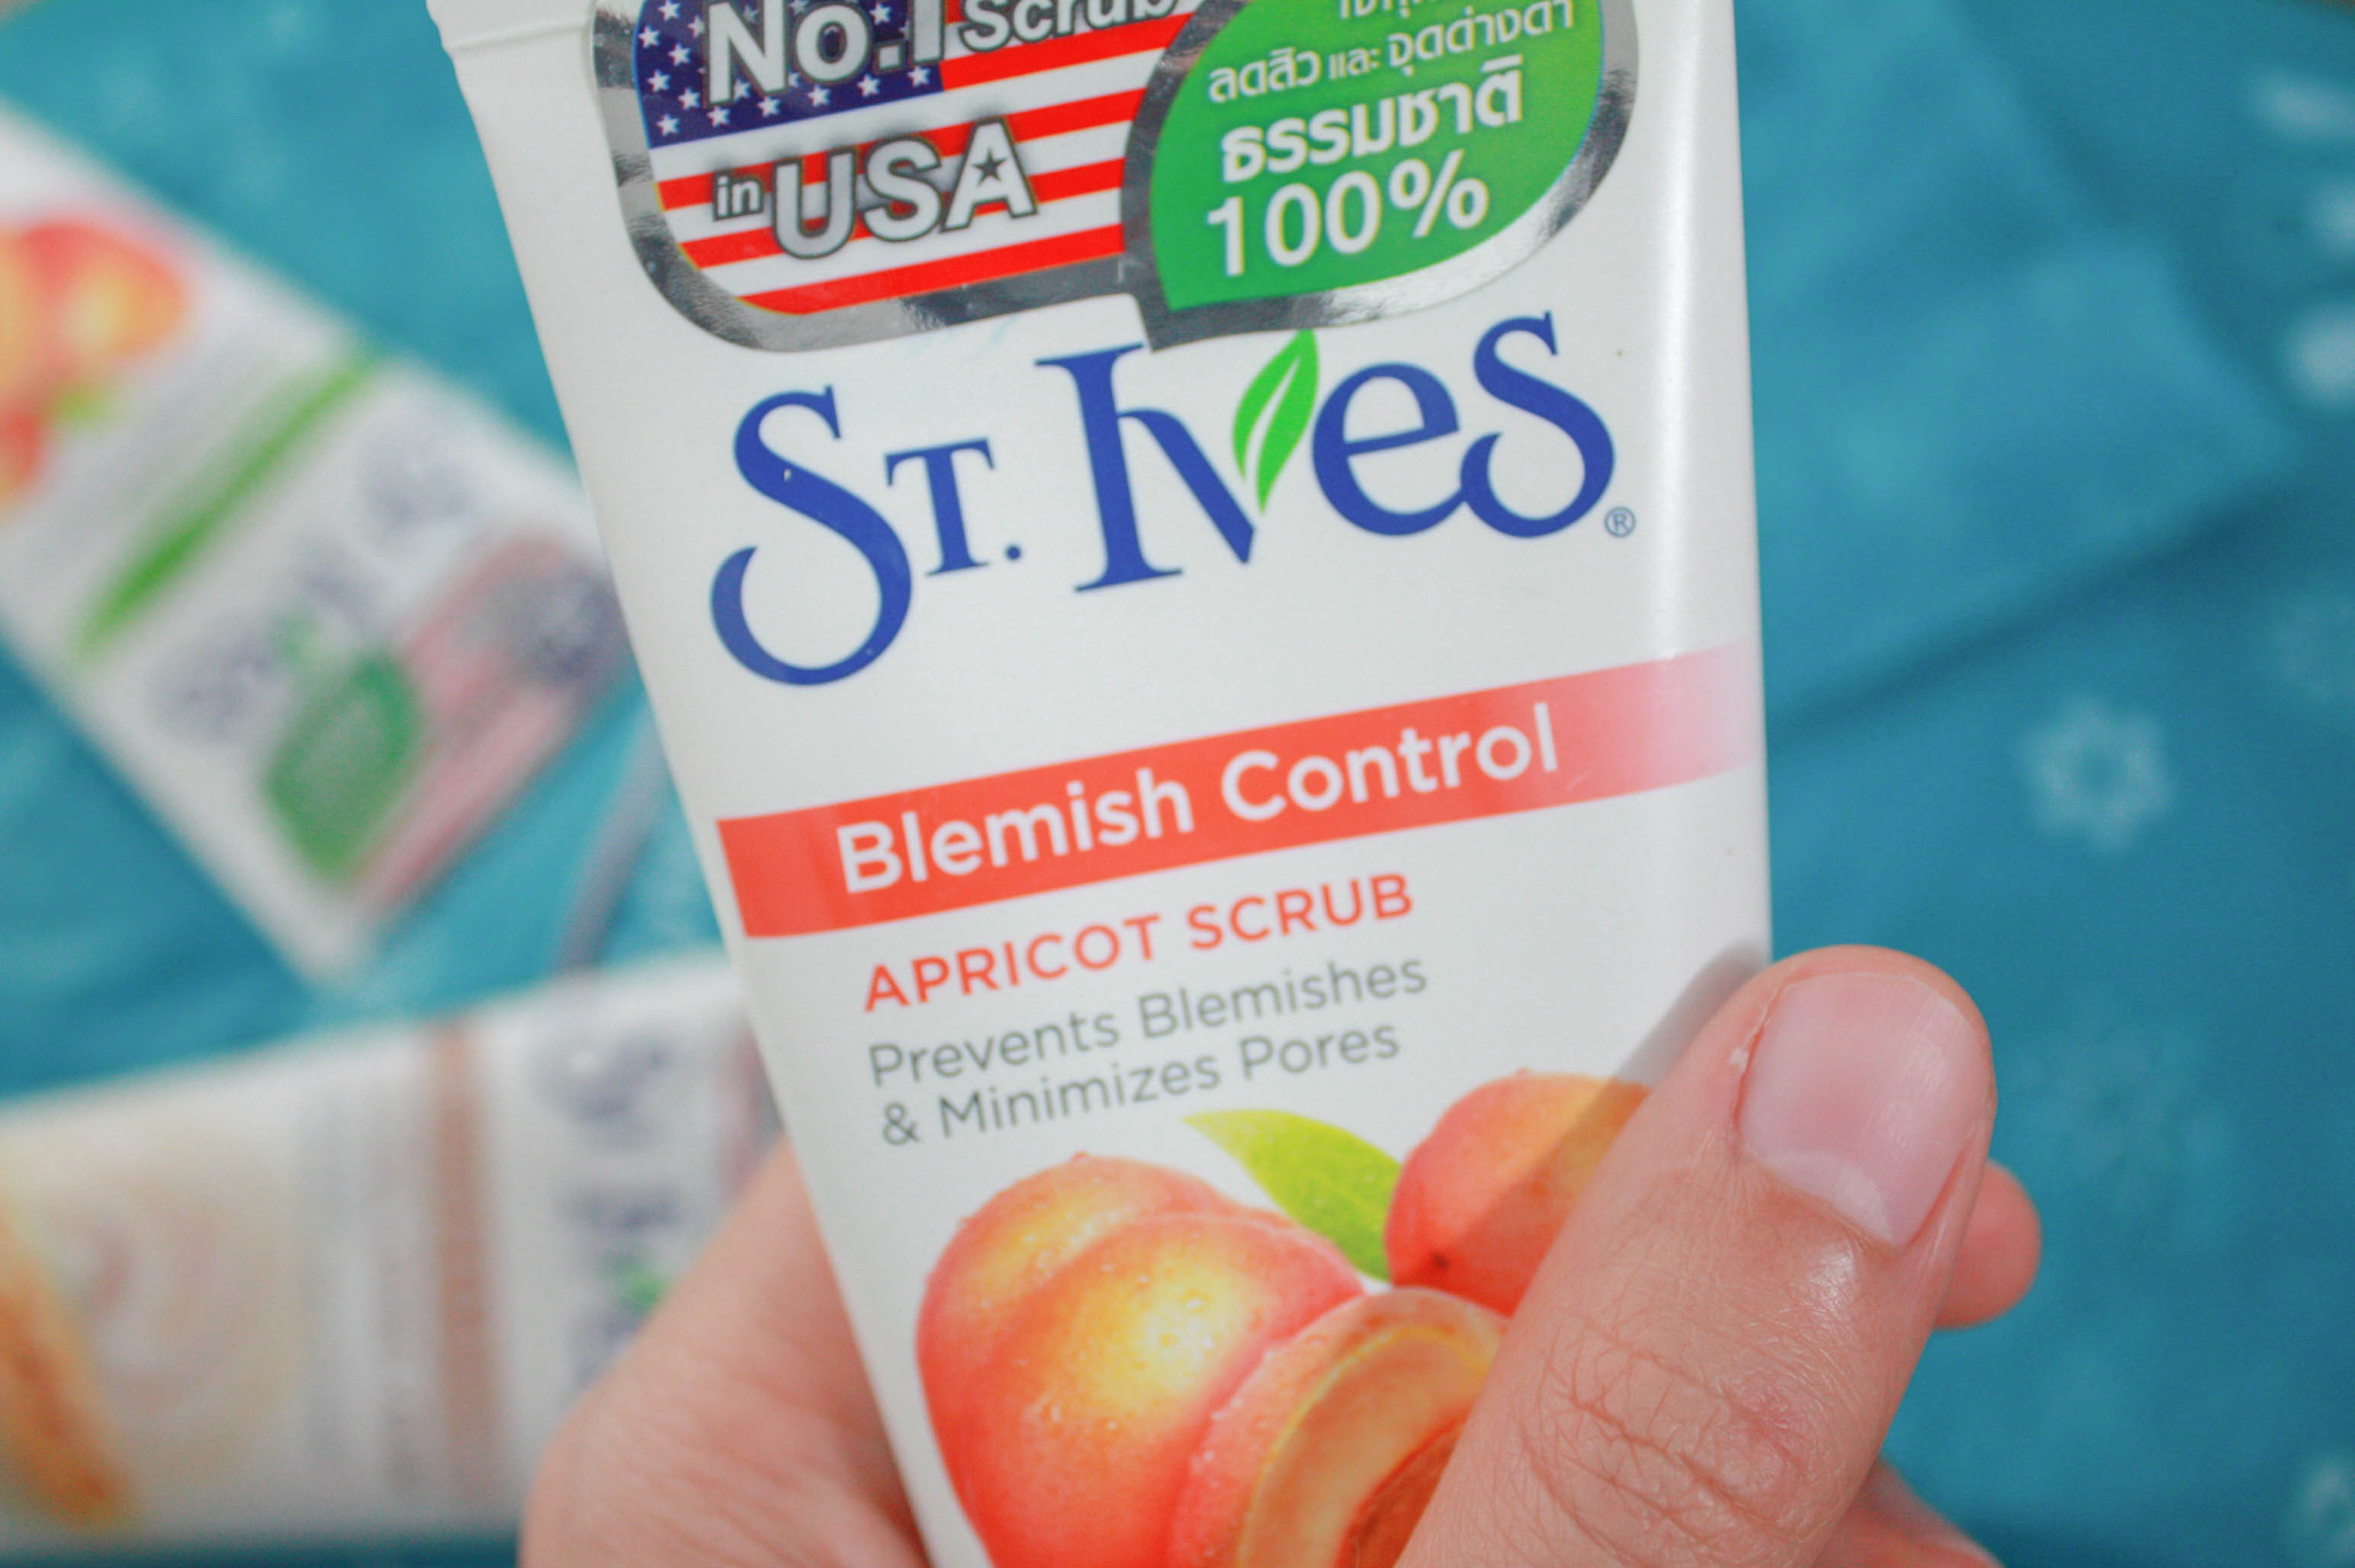 No.1 Scrub
in USA
ลดสิว และ จุดด่างดำ
ธรรมชาติ
100%
ST. Ives®
Blemish Control
APRICOT SCRUB
Prevents Blemishes
& Minimizes Pores